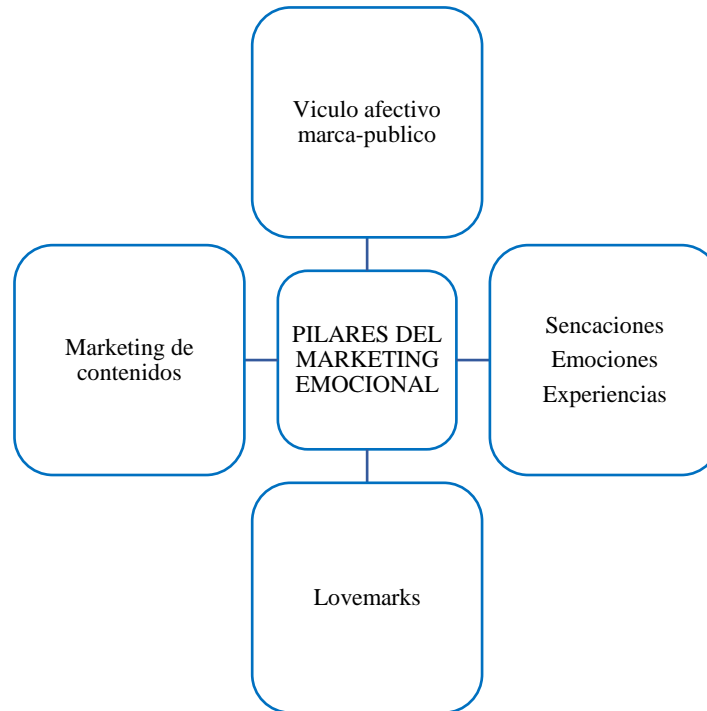 Viculo afectivo
marca-publico
Marketing de
contenidos
PILARES DEL
MARKETING
EMOCIONAL
Sencaciones
Emociones
Experiencias
Lovemarks